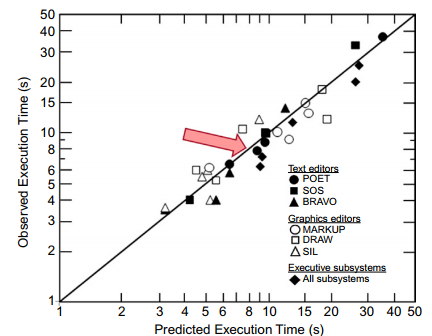 50
40
30
20
15
10
8
6
5
4
3
2
1
Observed Execution Time (s)
Text editors
POET
SOS
BRAVO
Graphics editors
MARKUP
DRAW
SIL
Executive subsystems
All subsystems
1 2 3 4 5 6 8 10 15 20 30 40 50
Predicted Execution Time (s)